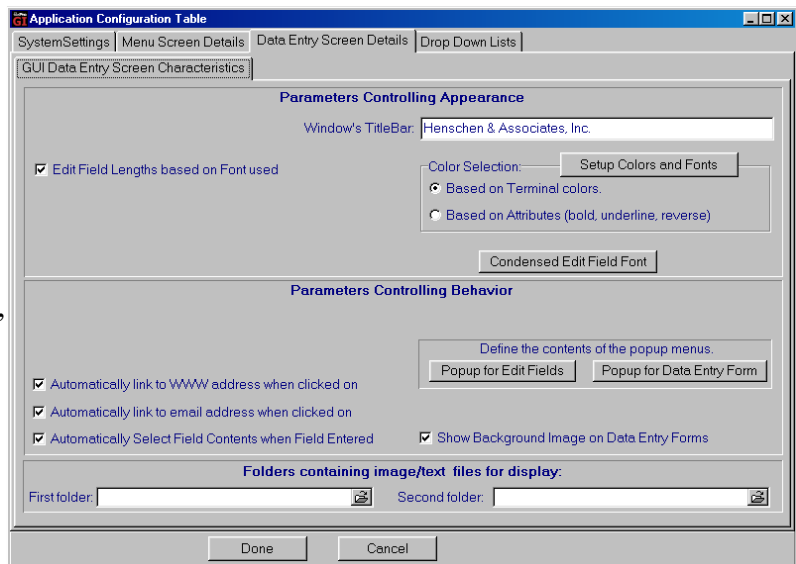 GI Application Configuration Table
SystemSettings Menu Screen Details Data Entry Screen Details Drop Down Lists
GUI Data Entry Screen Characteristics
Parameters Controlling Appearance
Window's TitleBar: Henschen & Associates, Inc.
Edit Field Lengths based on Font used
Color Selection: Setup Colors and Fonts
Based on Terminal colors.
Based on Attributes (bold, underline, reverse)
Condensed Edit Field Font
Parameters Controlling Behavior
,
Define the contents of the popup menus.
Popup for Edit Fields Popup for Data Entry Form
Automatically link to WWW address when clicked on
Automatically link to email address when clicked on
Automatically Select Field Contents when Field Entered Show Background Image on Data Entry Forms
Folders containing image/text files for display:
First folder: Second folder:
Done Cancel